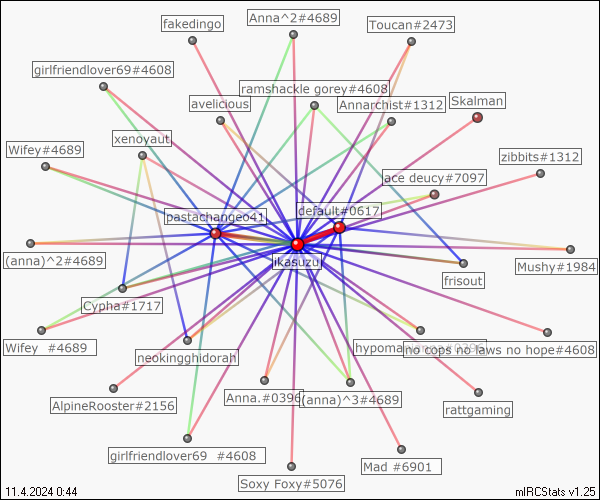 fakedingo
Anna^2#4689
Toucan#2473
girlfriendlover69#4608
ramshackle gorey#4608
avelicious
Annarchist#1312
Skalman
xenoyaut
Wifey#4689
zibbits#1312
ace deucy#7097
pastachangeo41
default#0617
ikasuzu
(anna)^2#4689
Mushy#1984
frisout
Cypha#1717
Wifey #4689
neokingghidorah
no cops no laws no hope#4608
AlpineRooster#2156
Anna.#0396
(anna)^3#4689
rattgaming
girlfriendlover69 #4608
Mad #6901
Soxy Foxy#5076
11.4.2024 0:44
mIRCStats v1.25